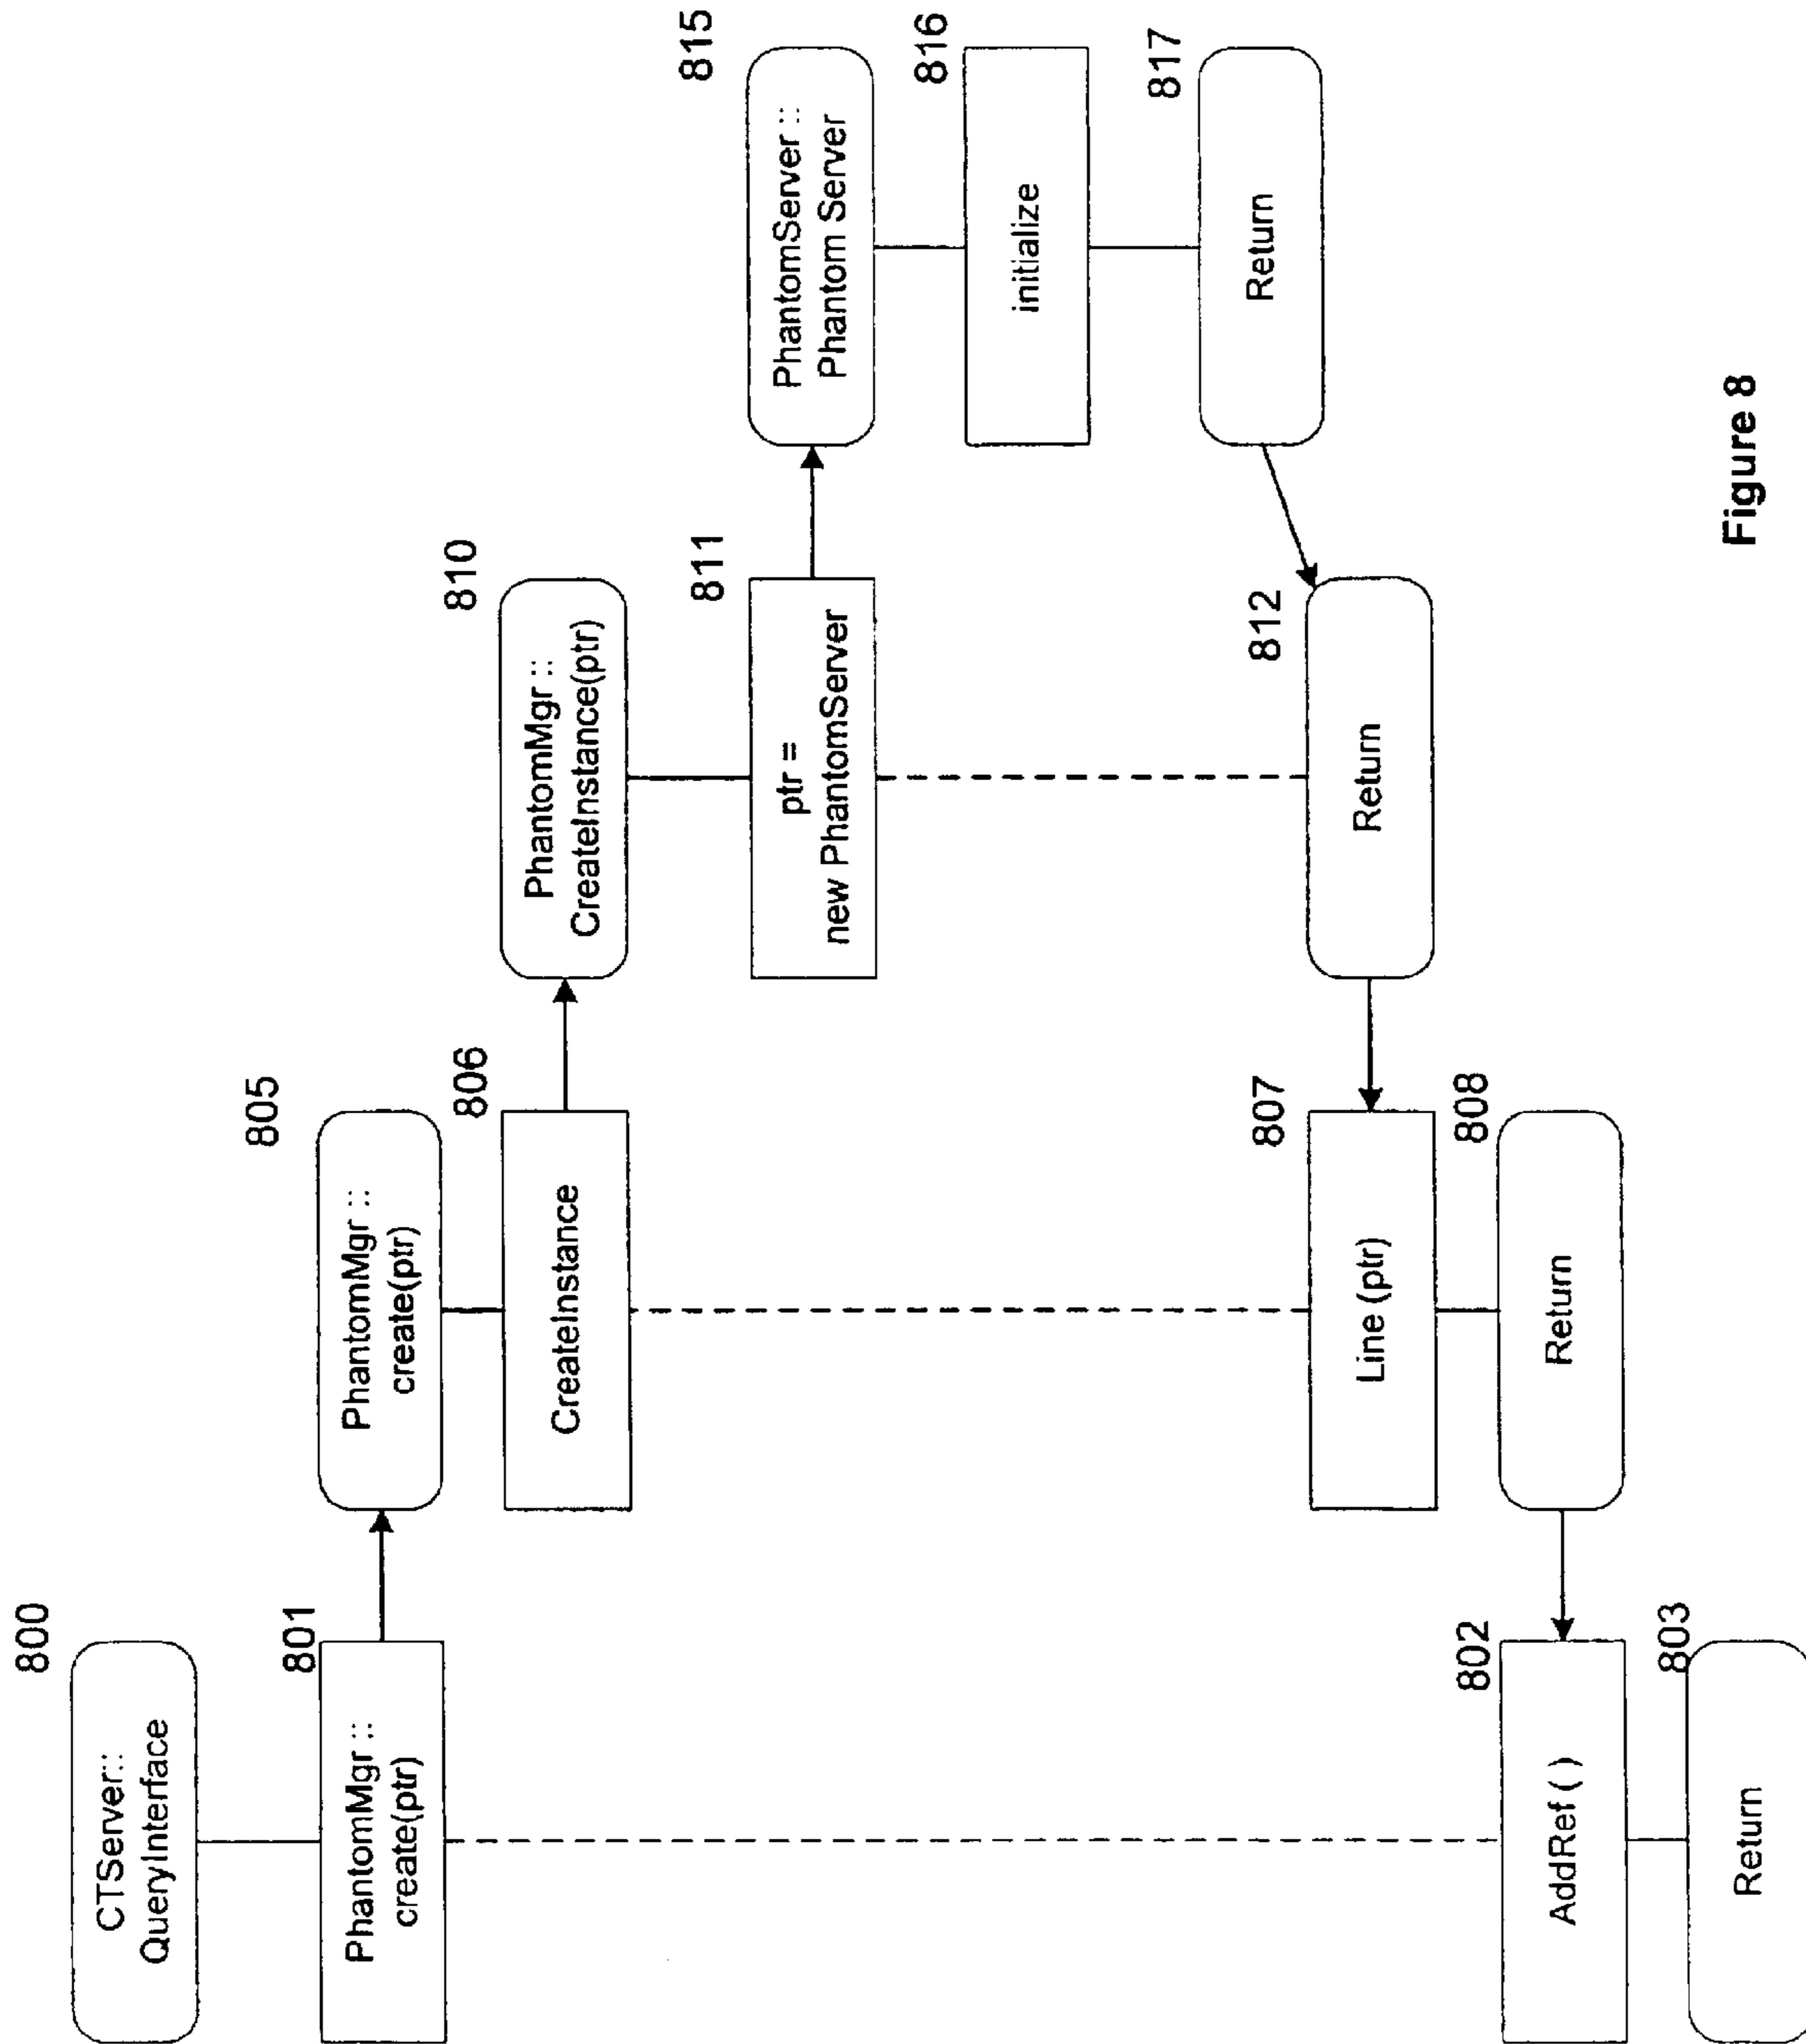 800
CTServer::
QueryInterface
801
PhantomMgr ::
create(ptr)
802
AddRef ( )
803
Return
805
PhantomMgr ::
create(ptr)
806
CreateInstance
807
Line (ptr)
808
Return
810
PhantomMgr ::
CreateInstance(ptr)
811
ptr =
new PhantomServer
812
Return
815
PhantomServer ::
Phantom Server
816
initialize
817
Return
Figure 8